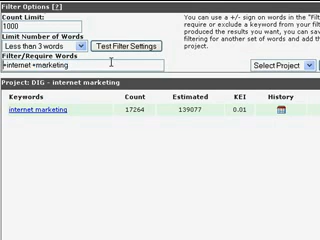 Filter Options [?]
Count Limit:
1000
Limit Number of Words
Less than 3 words
Test Filter Settings
Filter/Require Words
+internet +marketing
You can use a +/- sign on words in the "Filt
require or exclude a keyword from your fi
produced the results you want, you can sav
filtering for another set of words and add th
project.
Select Project
Project: DIG - internet marketing
Keywords Count Estimated KEI History
internet marketing 17264 139077 0.01